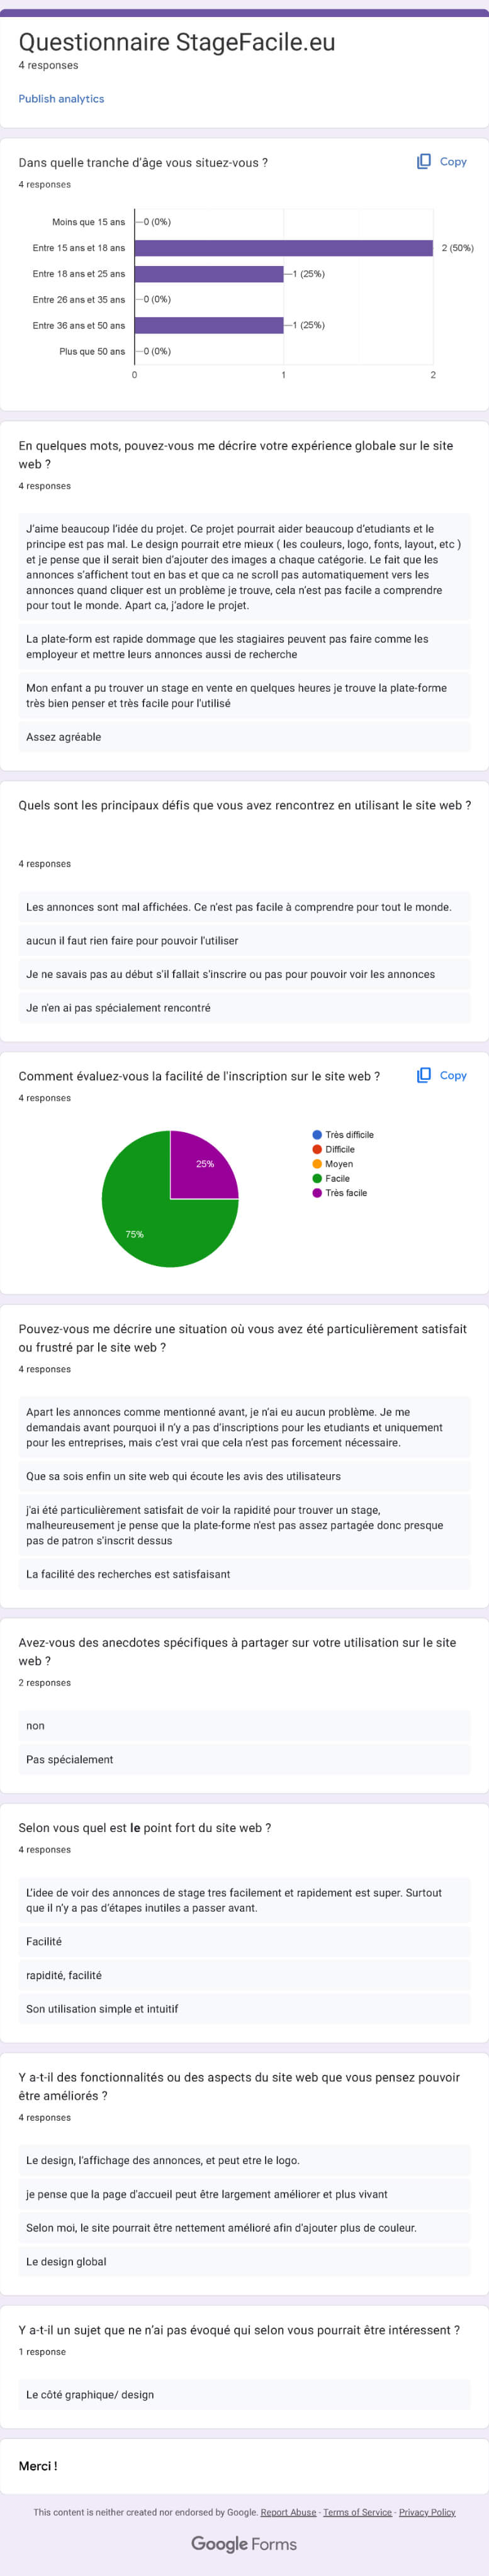 Questionnaire StageFacile.eu
4 responses
Publish analytics
Dans quelle tranche d'âge vous situez-vous ?
Copy
4 responses
Moins que 15 ans
0 (0%)
Entre 15 ans et 18 ans
2 (50%)
Entre 18 ans et 25 ans
1 (25%)
Entre 26 ans et 35 ans
0 (0%)
Entre 36 ans et 50 ans
1 (25%)
Plus que 50 ans
0 (0%)
0 1 2
En quelques mots, pouvez-vous me décrire votre expérience globale sur le site
web ?
4 responses
J'aime beaucoup l'idée du projet. Ce projet pourrait aider beaucoup d'etudiants et le
principe est pas mal. Le design pourrait etre mieux ( les couleurs, logo, fonts, layout, etc )
et je pense que il serait bien d'ajouter des images a chaque catégorie. Le fait que les
annonces s'affichent tout en bas et que ca ne scroll pas automatiquement vers les
annonces quand cliquer est un problème je trouve, cela n'est pas facile a comprendre
pour tout le monde. Apart ca, j'adore le projet.
La plate-form est rapide dommage que les stagiaires peuvent pas faire comme les
employeur et mettre leurs annonces aussi de recherche
Mon enfant a pu trouver un stage en vente en quelques heures je trouve la plate-forme
très bien penser et très facile pour l'utilisé
Assez agréable
Quels sont les principaux défis que vous avez rencontrez en utilisant le site web ?
4 responses
Les annonces sont mal affichées. Ce n'est pas facile à comprendre pour tout le monde.
aucun il faut rien faire pour pouvoir l'utiliser
Je ne savais pas au début s'il fallait s'inscrire ou pas pour pouvoir voir les annonces
Je n'en ai pas spécialement rencontré
Comment évaluez-vous la facilité de l'inscription sur le site web ?
Copy
4 responses
25%
75%
Très difficile
Difficile
Moyen
Facile
Très facile
Pouvez-vous me décrire une situation où vous avez été particulièrement satisfait
ou frustré par le site web ?
4 responses
Apart les annonces comme mentionné avant, je n'ai eu aucun problème. Je me
demandais avant pourquoi il n'y a pas d'inscriptions pour les etudiants et uniquement
pour les entreprises, mais c'est vrai que cela n'est pas forcement nécessaire.
Que sa sois enfin un site web qui écoute les avis des utilisateurs
j'ai été particulièrement satisfait de voir la rapidité pour trouver un stage,
malheureusement je pense que la plate-forme n'est pas assez partagée donc presque
pas de patron s'inscrit dessus
La facilité des recherches est satisfaisant
Avez-vous des anecdotes spécifiques à partager sur votre utilisation sur le site
web ?
2 responses
non
Pas spécialement
Selon vous quel est le point fort du site web ?
4 responses
L'idee de voir des annonces de stage tres facilement et rapidement est super. Surtout
que il n'y a pas d'étapes inutiles a passer avant.
Facilité
rapidité, facilité
Son utilisation simple et intuitif
Y a-t-il des fonctionnalités ou des aspects du site web que vous pensez pouvoir
être améliorés ?
4 responses
Le design, l'affichage des annonces, et peut etre le logo.
je pense que la page d'accueil peut être largement améliorer et plus vivant
Selon moi, le site pourrait être nettement amélioré afin d'ajouter plus de couleur.
Le design global
Y a-t-il un sujet que ne n'ai pas évoqué qui selon vous pourrait être intéressent ?
1 response
Le côté graphique/ design
Merci !
This content is neither created nor endorsed by Google. Report Abuse - Terms of Service - Privacy Policy
Google Forms